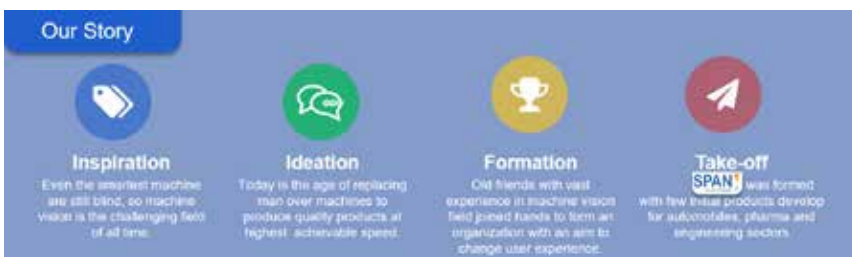 Our Story
Inspiration
Even the smartest machine
are still blind, so machine
vision is the challenging field
of all time.
Ideation
Today is the age of replacing
man over machines to
produce quality products at
highest achievable speed.
Formation
Old friends with vast
experience in machine vision
field joined hands to form an
organization with an aim to
change user experience.
Take-off
SPAN was formed
with few initial products develop
for automobiles, pharma and
engineering sectors.